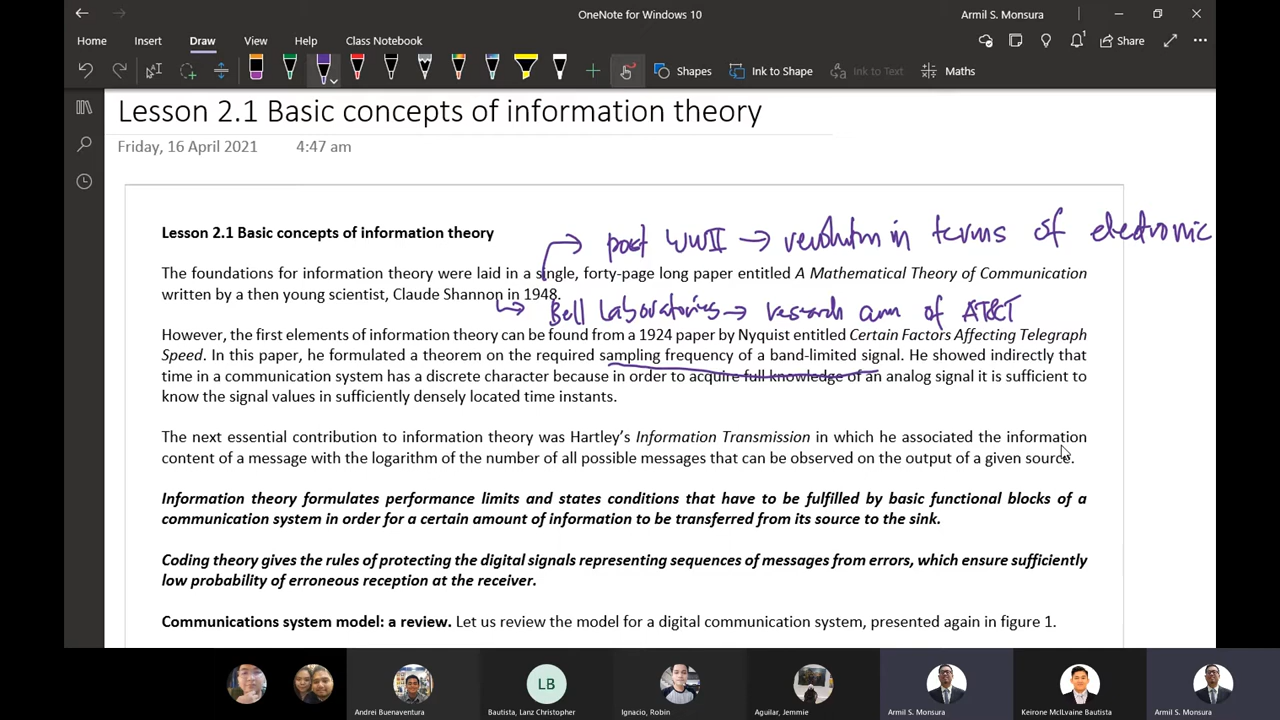 OneNote for Windows 10
Armil S. Monsura
Home Insert Draw View Help Class Notebook
Share
Shapes Ink to Shape Ink to Text Maths
Lesson 2.1 Basic concepts of information theory
Friday, 16 April 2021 4:47 am
Lesson 2.1 Basic concepts of information theory
post WWII → revolution in terms of electronic
The foundations for information theory were laid in a single, forty-page long paper entitled A Mathematical Theory of Communication
written by a then young scientist, Claude Shannon in 1948.
Bell Laboratories → research arm of AT&T
However, the first elements of information theory can be found from a 1924 paper by Nyquist entitled Certain Factors Affecting Telegraph
Speed. In this paper, he formulated a theorem on the required sampling frequency of a band-limited signal. He showed indirectly that
time in a communication system has a discrete character because in order to acquire full knowledge of an analog signal it is sufficient to
know the signal values in sufficiently densely located time instants.
The next essential contribution to information theory was Hartley's Information Transmission in which he associated the information
content of a message with the logarithm of the number of all possible messages that can be observed on the output of a given source.
Information theory formulates performance limits and states conditions that have to be fulfilled by basic functional blocks of a
communication system in order for a certain amount of information to be transferred from its source to the sink.
Coding theory gives the rules of protecting the digital signals representing sequences of messages from errors, which ensure sufficiently
low probability of erroneous reception at the receiver.
Communications system model: a review. Let us review the model for a digital communication system, presented again in figure 1.
LB
Andrei Buenaventura Bautista, Lanz Christopher Ignacio, Robin Aguilar, Jemmie Armil S. Monsura Keirone McIlvaine Bautista Armil S. Monsura